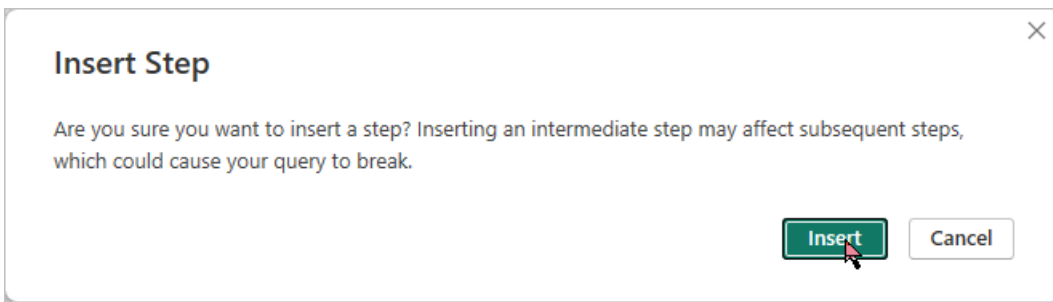 Insert Step
Are you sure you want to insert a step? Inserting an intermediate step may affect subsequent steps,
which could cause your query to break.
Insert Cancel